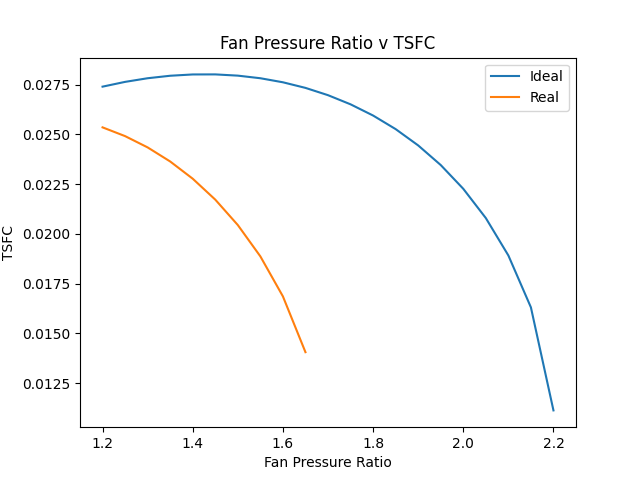 Fan Pressure Ratio v TSFC
Ideal
Real
0.0275
0.0250
0.0225
0.0200
0.0175
0.0150
0.0125
TSFC
1.2 1.4 1.6 1.8 2.0 2.2
Fan Pressure Ratio